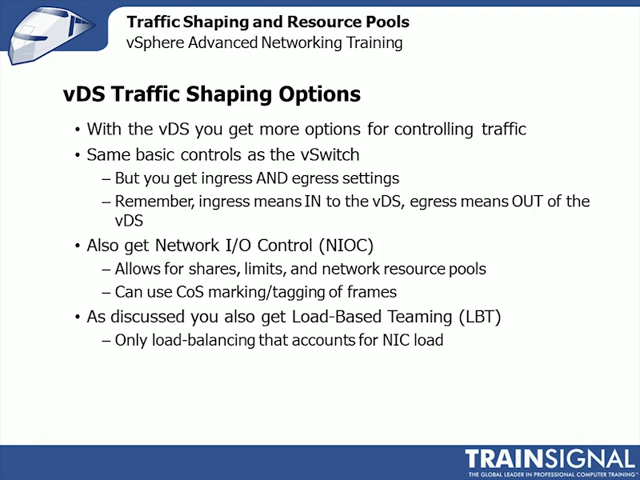 Traffic Shaping and Resource Pools
vSphere Advanced Networking Training
vDS Traffic Shaping Options
• With the vDS you get more options for controlling traffic
• Same basic controls as the vSwitch
– But you get ingress AND egress settings
– Remember, ingress means IN to the vDS, egress means OUT of the
vDS
• Also get Network I/O Control (NIOC)
– Allows for shares, limits, and network resource pools
– Can use CoS marking/tagging of frames
• As discussed you also get Load-Based Teaming (LBT)
– Only load-balancing that accounts for NIC load
TRAINSIGNAL
THE GLOBAL LEADER IN PROFESSIONAL COMPUTER TRAINING